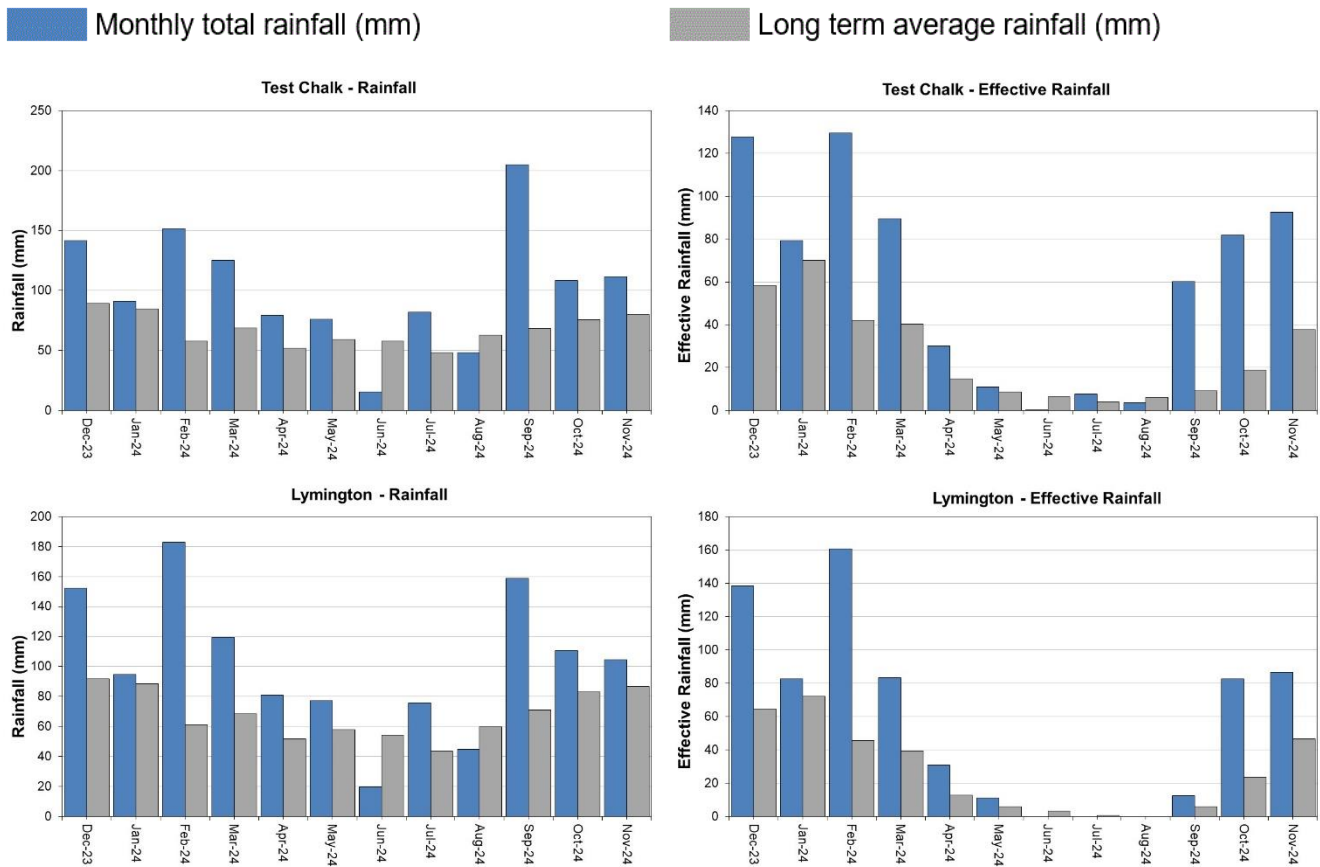 Monthly total rainfall (mm)
Long term average rainfall (mm)
Test Chalk - Rainfall
Rainfall (mm)
250
200
150
100
50
0
Dec-23
Jan-24
Feb-24
Mar-24
Apr-24
May-24
Jun-24
Jul-24
Aug-24
Sep-24
Oct-24
Nov-24
Test Chalk - Effective Rainfall
Effective Rainfall (mm)
140
120
100
80
60
40
20
0
Dec-23
Jan-24
Feb-24
Mar-24
Apr-24
May-24
Jun-24
Jul-24
Aug-24
Sep-24
Oct-24
Nov-24
Lymington - Rainfall
Rainfall (mm)
200
180
160
140
120
100
80
60
40
20
0
Dec-23
Jan-24
Feb-24
Mar-24
Apr-24
May-24
Jun-24
Jul-24
Aug-24
Sep-24
Oct-24
Nov-24
Lymington - Effective Rainfall
Effective Rainfall (mm)
180
160
140
120
100
80
60
40
20
0
Dec-23
Jan-24
Feb-24
Mar-24
Apr-24
May-24
Jun-24
Jul-24
Aug-24
Sep-24
Oct-24
Nov-24